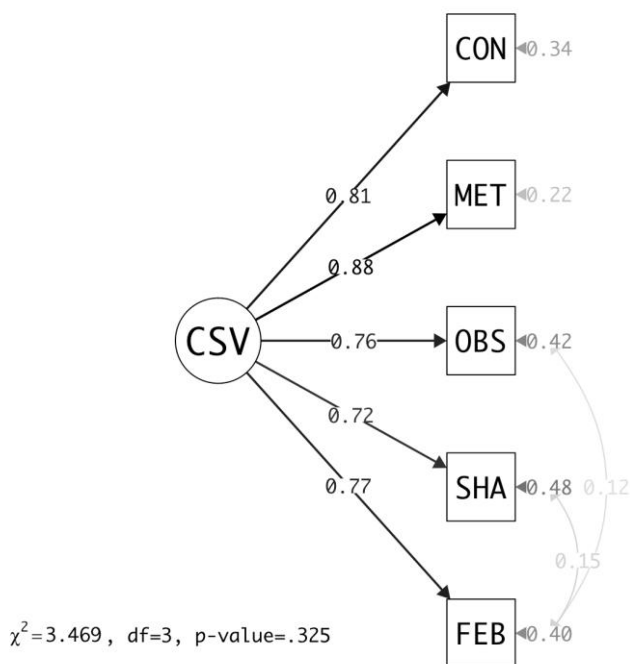 CON 0.34
0.81
MET 0.22
0.88
CSV 0.76 OBS 0.42
0.72
0.77 SHA 0.48 0.12
0.15
χ²=3.469, df=3, p-value=.325 FEB 0.40